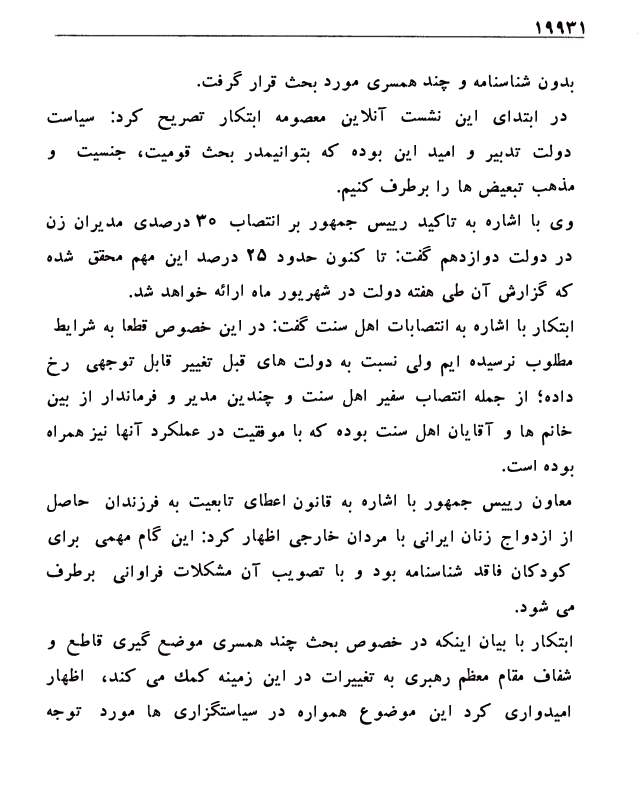 ۱۹۹۳۱
بدون شناسنامه و چند همسری مورد بحث قرار گرفت.
در ابتدای این نشست آنلاین معصومه ابتکار تصریح کرد: سیاست
دولت تدبیر و امید این بوده که بتوانیمدر بحث قومیت، جنسیت و
مذهب تبعیض ها را برطرف کنیم.
وی با اشاره به تاکید رییس جمهور بر انتصاب ۳۰ درصدی مدیران زن
در دولت دوازدهم گفت: تا کنون حدود ۲۵ درصد این مهم محقق شده
که گزارش آن طی هفته دولت در شهریور ماه ارائه خواهد شد.
ابتکار با اشاره به انتصابات اهل سنت گفت: در این خصوص قطعا به شرایط
مطلوب نرسیده ایم ولی نسبت به دولت های قبل تغییر قابل توجهی رخ
داده؛ از جمله انتصاب سفیر اهل سنت و چندین مدیر و فرماندار از بین
خانم ها و آقایان اهل سنت بوده که با موفقیت در عملکرد آنها نیز همراه
بوده است.
معاون رییس جمهور با اشاره به قانون اعطای تابعیت به فرزندان حاصل
از ازدواج زنان ایرانی با مردان خارجی اظهار کرد: این گام مهمی برای
کودکان فاقد شناسنامه بود و با تصویب آن مشکلات فراوانی برطرف
می شود.
ابتکار با بیان اینکه در خصوص بحث چند همسری موضع گیری قاطع و
شفاف مقام معظم رهبری به تغییرات در این زمینه کمك می کند، اظهار
امیدواری کرد این موضوع همواره در سیاستگزاری ها مورد توجه